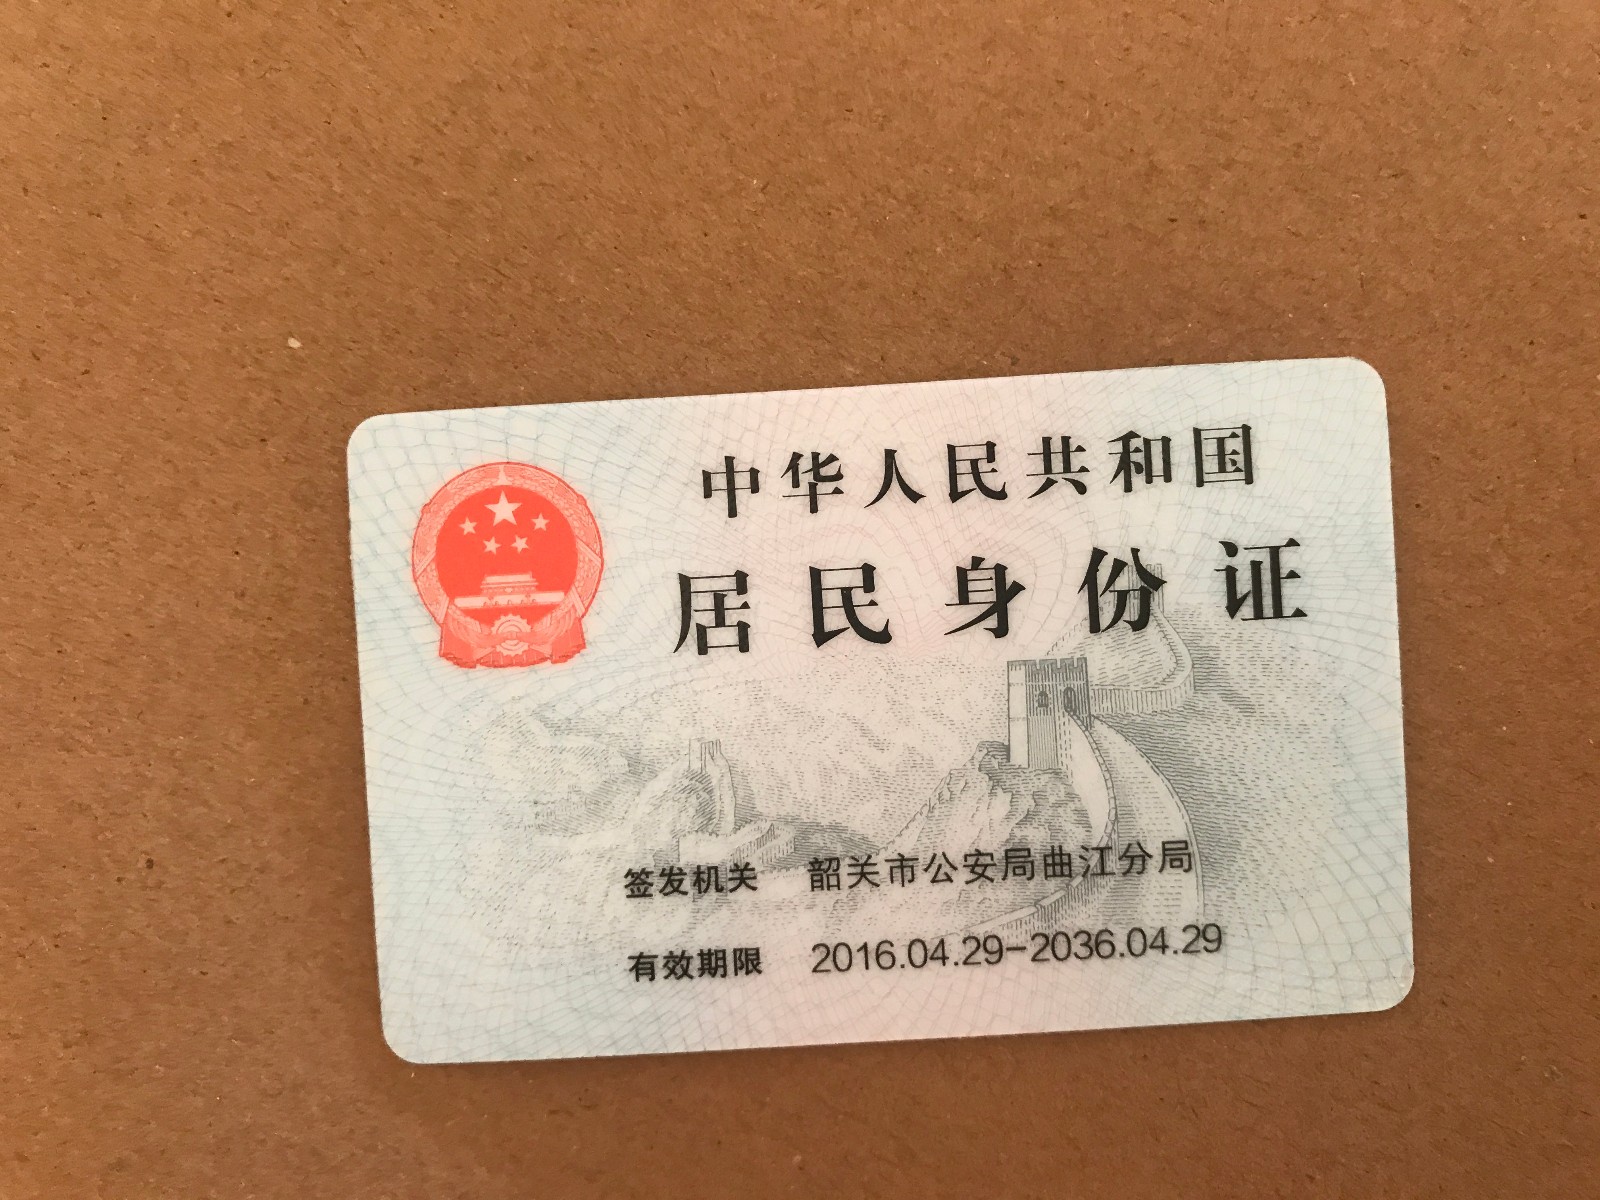 中华人民共和国
居民身份证
签发机关 韶关市公安局曲江分局
有效期限 2016.04.29-2036.04.29